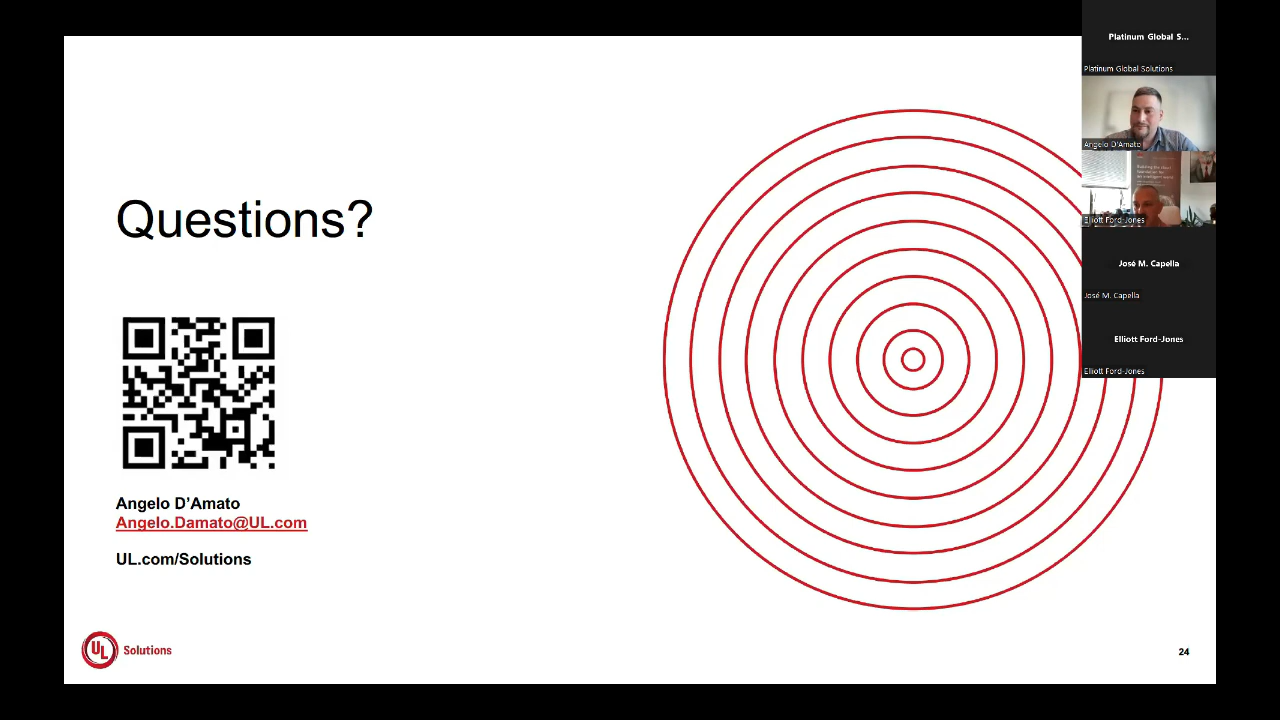 Questions?
Angelo D'Amato
Angelo.Damato@UL.com
UL.com/Solutions
UL Solutions
24
Platinum Global S...
Platinum Global Solutions
Angelo D'Amato
Elliott Ford-Jones
José M. Capella
José M. Capella
Elliott Ford-Jones
Elliott Ford-Jones